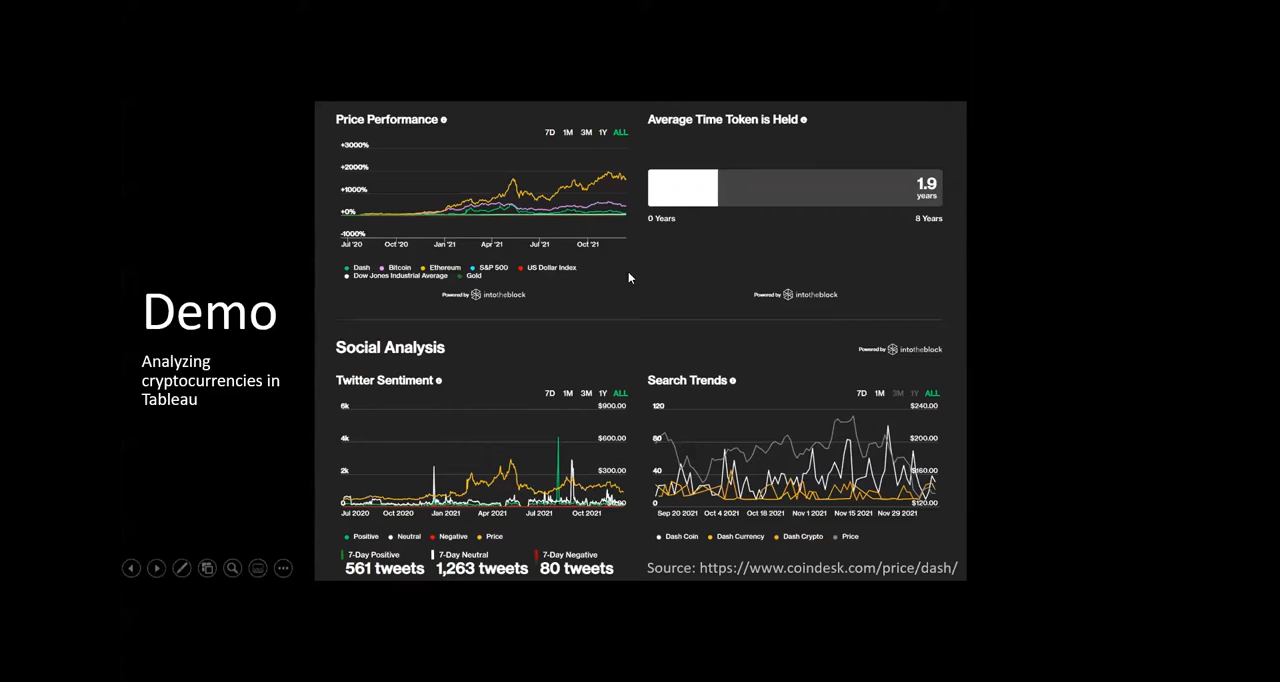 Demo
Analyzing
cryptocurrencies in
Tableau
Price Performance
7D 1M 3M 1Y ALL
+3000%
+2000%
+1000%
+0%
-1000%
Jul '20 Oct '20 Jan '21 Apr '21 Jul '21 Oct '21
Dash Bitcoin Ethereum S&P 500 US Dollar Index
Dow Jones Industrial Average Gold
Powered by intotheblock
Average Time Token is Held
1.9
years
0 Years 8 Years
Powered by intotheblock
Social Analysis
Powered by intotheblock
Twitter Sentiment
7D 1M 3M 1Y ALL
6k $900.00
4k $600.00
2k $300.00
Jul 2020 Oct 2020 Jan 2021 Apr 2021 Jul 2021 Oct 2021
Positive Neutral Negative Price
7-Day Positive 7-Day Neutral 7-Day Negative
561 tweets 1,263 tweets 80 tweets
Search Trends
7D 1M 3M 1Y ALL
120 $240.00
80 $200.00
40 $160.00
0 $120.00
Sep 20 2021 Oct 4 2021 Oct 18 2021 Nov 1 2021 Nov 15 2021 Nov 29 2021
Dash Coin Dash Currency Dash Crypto Price
Source: https://www.coindesk.com/price/dash/